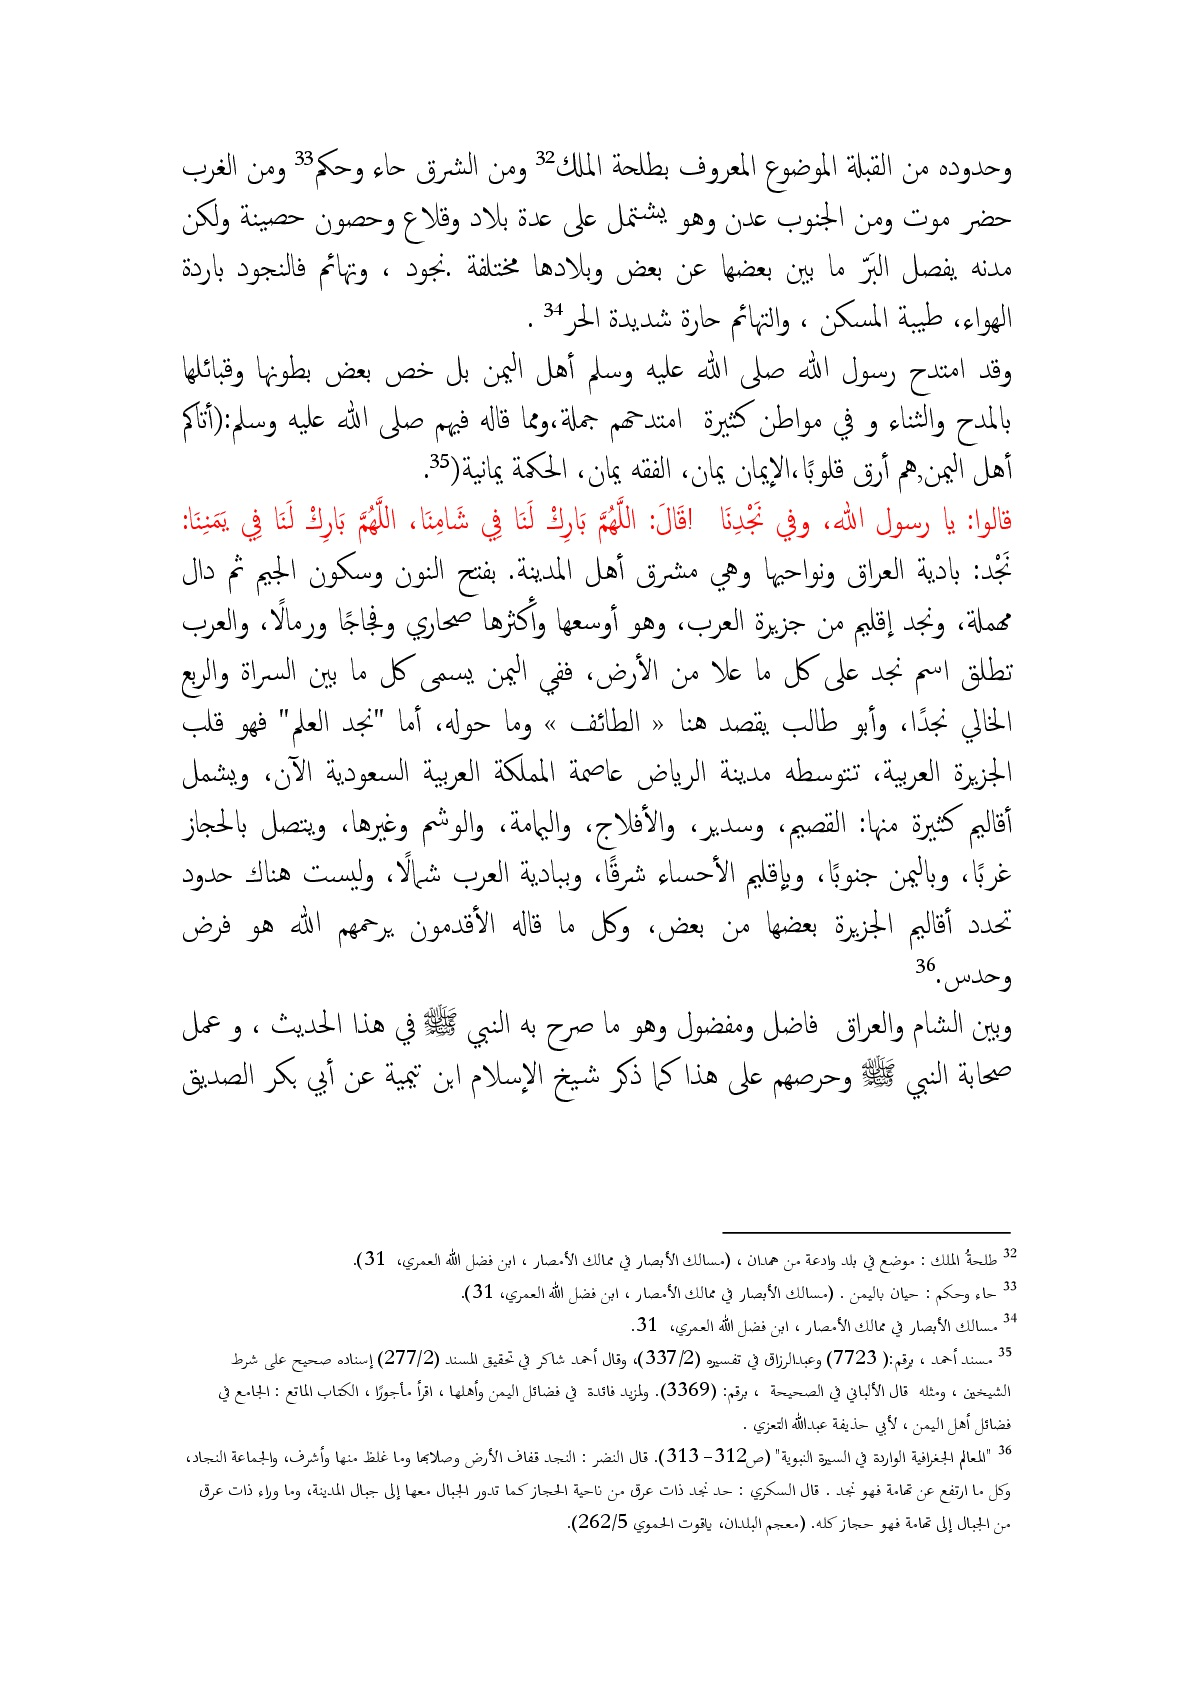 وحدوده من القبلة الموضوع المعروف بطلحة الملك32 ومن الشرق حاء وحكم33 ومن الغرب
حضر موت ومن الجنوب عدن وهو يشتمل على عدة بلاد وقلاع وحصون حصينة ولكن
مدنه يفصل البَرّ ما بين بعضها عن بعض وبلادها مختلفة .نجود ، وتهائم فالنجود باردة
الهواء، طيبة المسكن ، والتهائم حارة شديدة الحر34 .
وقد امتدح رسول الله صلى الله عليه وسلم أهل اليمن بل خص بعض بطونها وقبائلها
بالمدح والثناء و في مواطن كثيرة امتدحهم جملة،ومما قاله فيهم صلى الله عليه وسلم:(أتاكم
أهل اليمن,هم أرق قلوبًا،الإيمان يمان، الفقه يمان، الحكمة يمانية(35.
قالوا: يا رسول الله، وفي نَجْدِنَا !قَالَ: اللَّهُمَّ بَارِكْ لَنَا فِي شَامِنَا، اللَّهُمَّ بَارِكْ لَنَا فِي يَمَنِنَا:
نَجْد: بادية العراق ونواحيها وهي مشرق أهل المدينة. بفتح النون وسكون الجيم ثم دال
مهملة، ونجد إقليم من جزيرة العرب، وهو أوسعها وأكثرها صحاري وفجاجًا ورمالًا، والعرب
تطلق اسم نجد على كل ما علا من الأرض، ففي اليمن يسمى كل ما بين السراة والربع
الخالي نجدًا، وأبو طالب يقصد هنا « الطائف » وما حوله، أما "نجد العلم" فهو قلب
الجزيرة العربية، تتوسطه مدينة الرياض عاصمة المملكة العربية السعودية الآن، ويشمل
أقاليم كثيرة منها: القصيم، وسدير، والأفلاج، واليمامة، والوشم وغيرها، ويتصل بالحجاز
غربًا، وباليمن جنوبًا، وبإقليم الأحساء شرقًا، وببادية العرب شمالًا، وليست هناك حدود
تحدد أقاليم الجزيرة بعضها من بعض، وكل ما قاله الأقدمون يرحمهم الله هو فرض
وحدس.36
وبين الشام والعراق فاضل ومفضول وهو ما صرح به النبي ﷺ في هذا الحديث ، و عمل
صحابة النبي ﷺ وحرصهم على هذا كما ذكر شيخ الإسلام ابن تيمية عن أبي بكر الصديق
32 طلحةُ الملك : موضع في بلد وادعة من همدان ، (مسالك الأبصار في ممالك الأمصار ، ابن فضل الله العمري، 31).
33 حاء وحكم : حيان باليمن . (مسالك الأبصار في ممالك الأمصار ، ابن فضل الله العمري، 31).
34 مسالك الأبصار في ممالك الأمصار ، ابن فضل الله العمري، 31.
35 مسند أحمد ، برقم:( 7723) وعبدالرزاق في تفسيره (337/2)، وقال أحمد شاكر في تحقيق المسند (277/2) إسناده صحيح على شرط
الشيخين ، ومثله قال الألباني في الصحيحة ، برقم: (3369). ولمزيد فائدة في فضائل اليمن وأهلها ، اقرأ مأجورًا ، الكتاب الماتع : الجامع في
فضائل أهل اليمن ، لأبي حذيفة عبدالله التعزي .
36 "المعالم الجغرافية الواردة في السيرة النبوية" (ص312– 313). قال النضر : النجد قفاف الأرض وصلابها وما غلظ منها وأشرف، والجماعة النجاد،
وكل ما ارتفع عن تهامة فهو نجد . قال السكري : حد نجد ذات عرق من ناحية الحجاز كما تدور الجبال معها إلى جبال المدينة، وما وراء ذات عرق
من الجبال إلى تهامة فهو حجاز كله. (معجم البلدان، ياقوت الحموي 262/5).